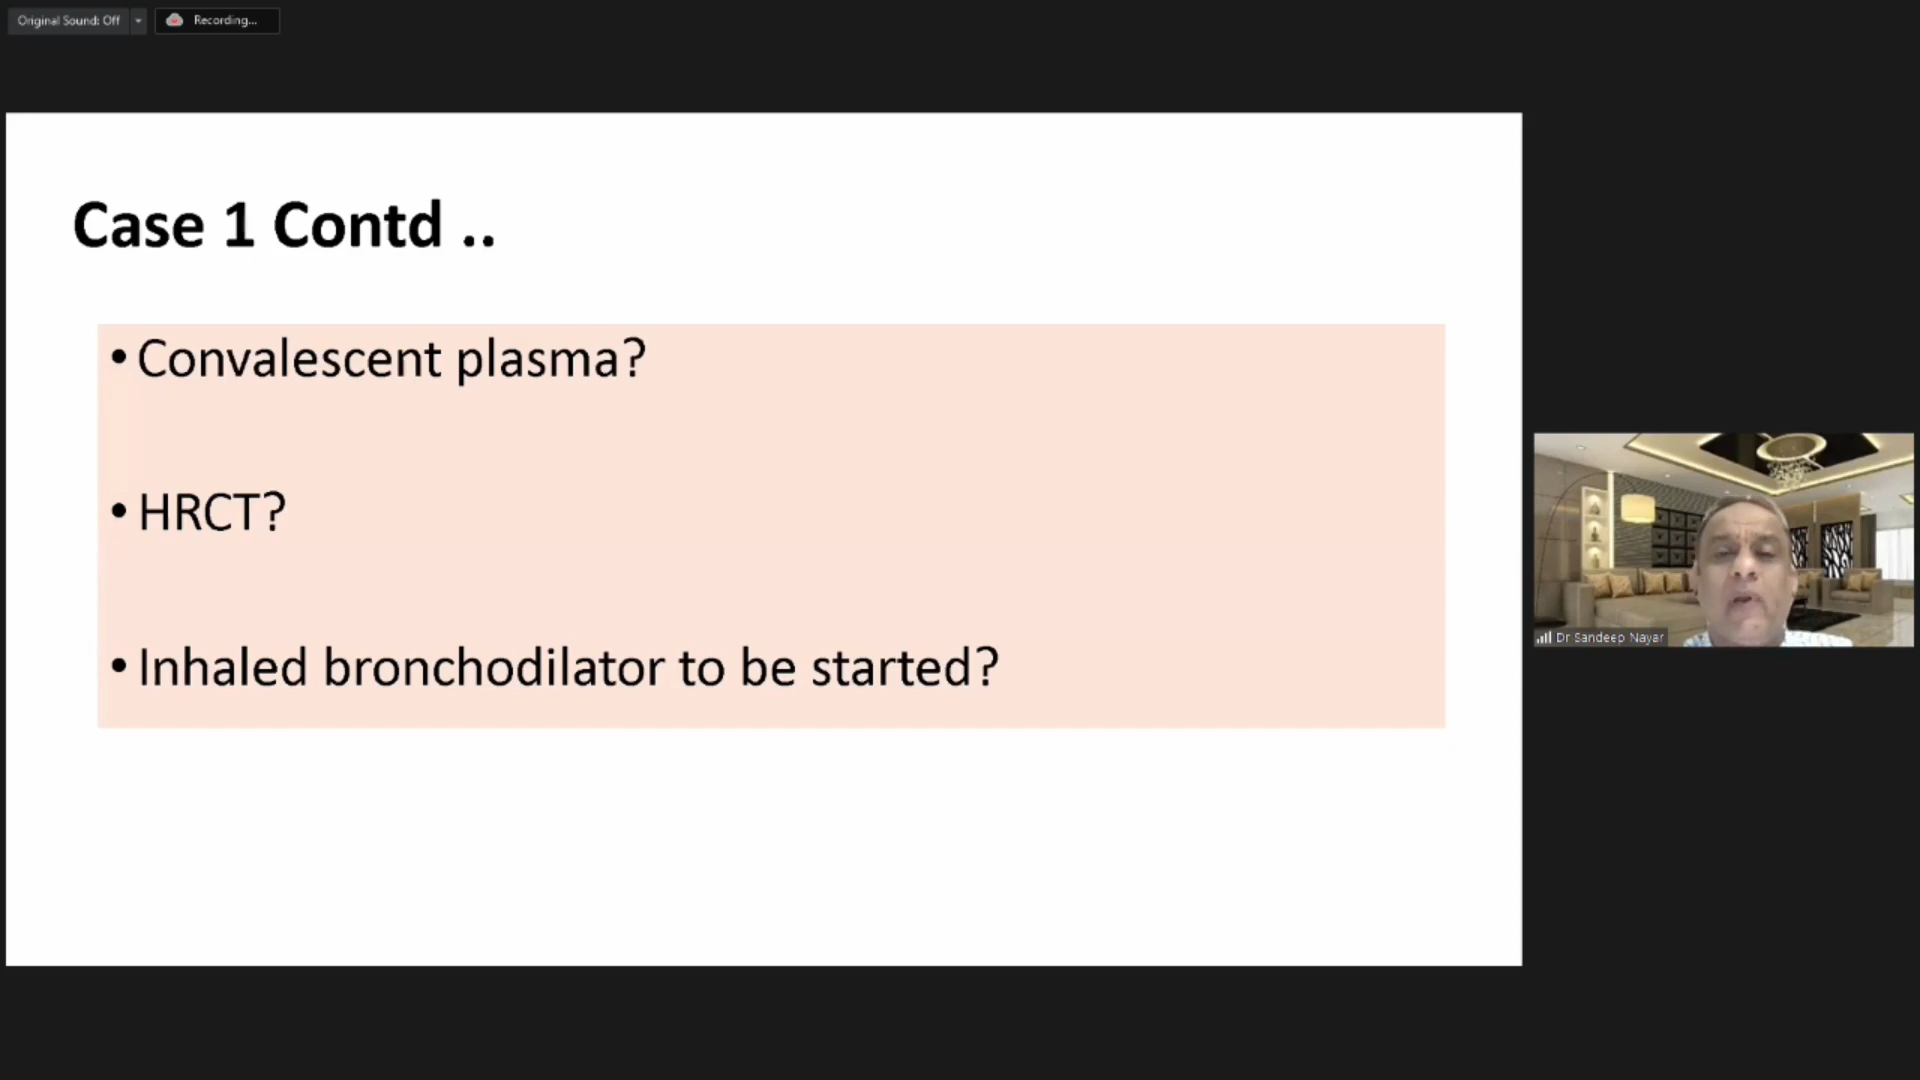 Original Sound: Off
Recording...
Case 1 Contd ..
• Convalescent plasma?
• HRCT?
• Inhaled bronchodilator to be started?
Dr Sandeep Nayar